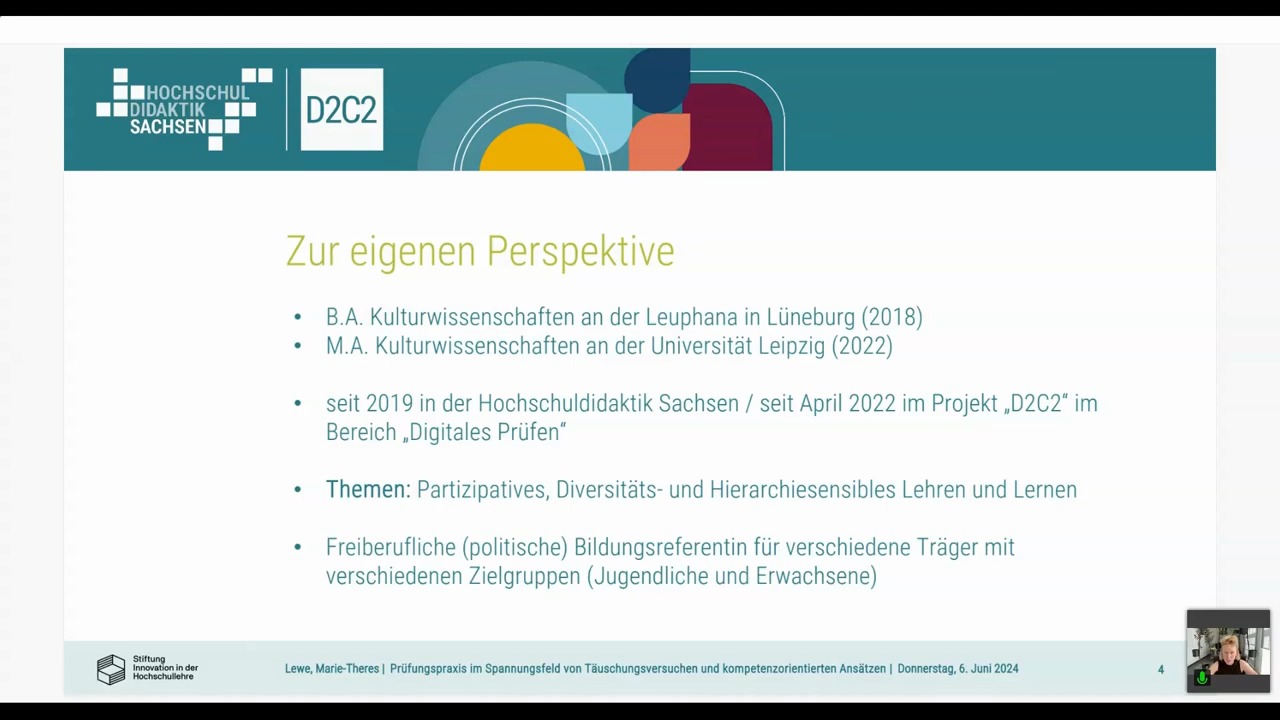 HOCHSCHUL
DIDAKTIK
SACHSEN
D2C2
Zur eigenen Perspektive
• B.A. Kulturwissenschaften an der Leuphana in Lüneburg (2018)
• M.A. Kulturwissenschaften an der Universität Leipzig (2022)
• seit 2019 in der Hochschuldidaktik Sachsen / seit April 2022 im Projekt „D2C2“ im
Bereich „Digitales Prüfen“
• Themen: Partizipatives, Diversitäts- und Hierarchiesensibles Lehren und Lernen
• Freiberufliche (politische) Bildungsreferentin für verschiedene Träger mit
verschiedenen Zielgruppen (Jugendliche und Erwachsene)
Stiftung
Innovation in der
Hochschullehre
Lewe, Marie-Theres | Prüfungspraxis im Spannungsfeld von Täuschungsversuchen und kompetenzorientierten Ansätzen | Donnerstag, 6. Juni 2024
4